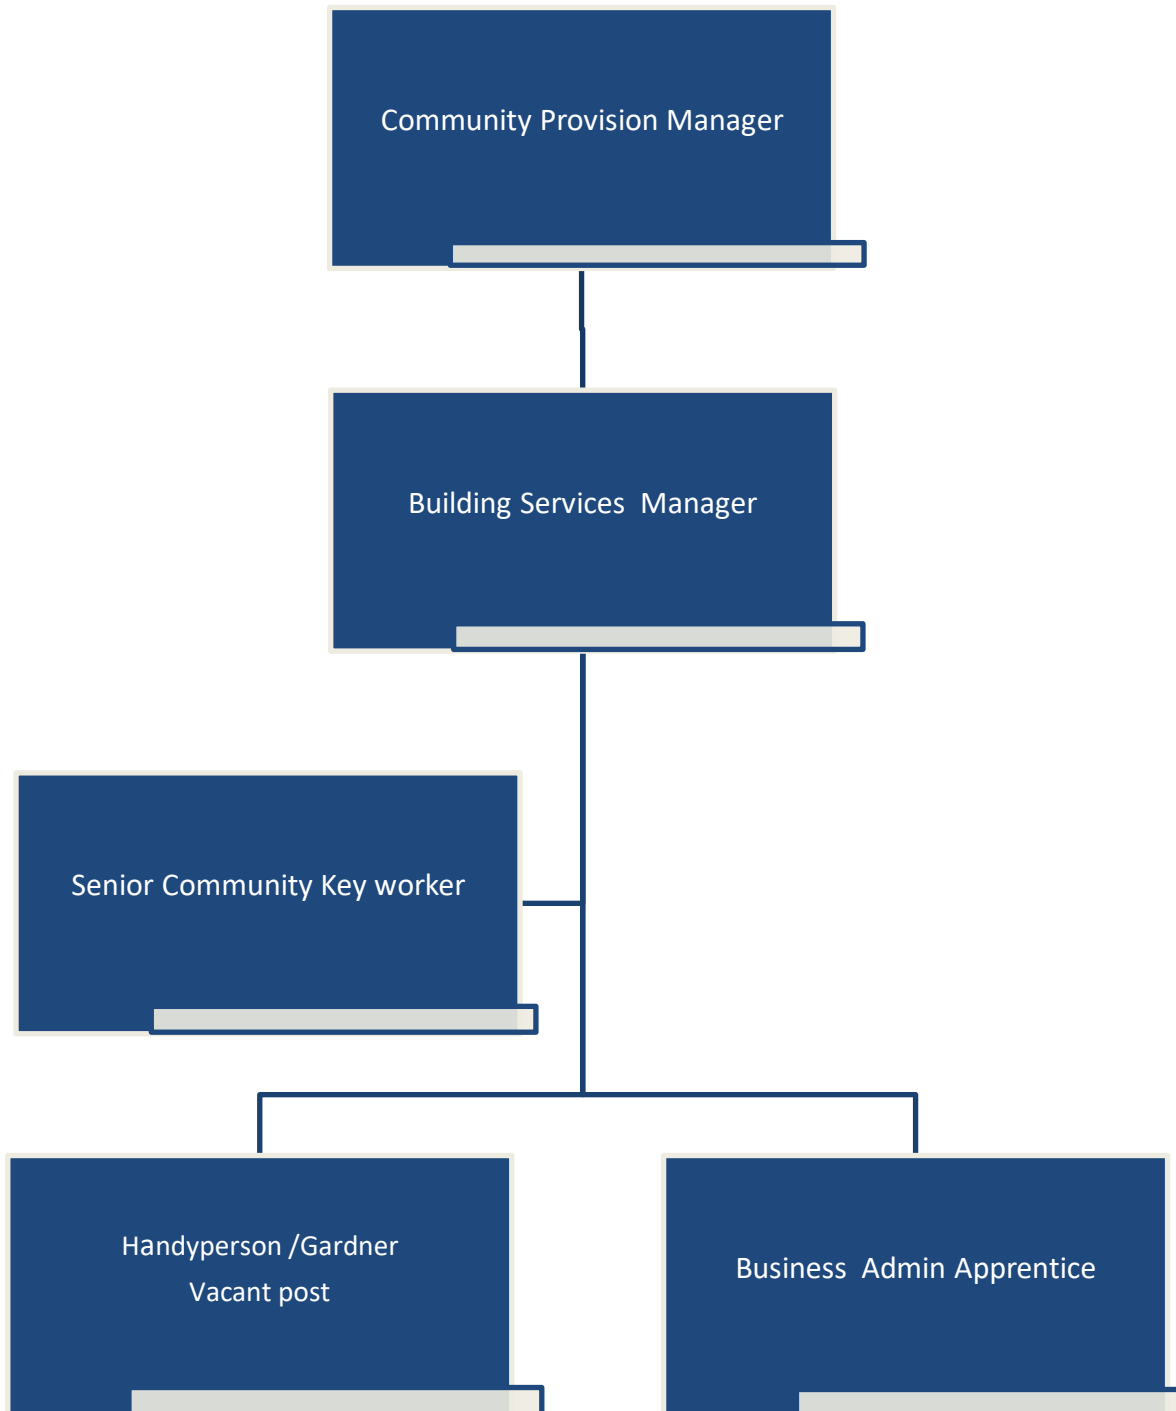 Community Provision Manager
Building Services  Manager
Senior Community Key worker
Handyperson /Gardner
Vacant post
Business  Admin Apprentice